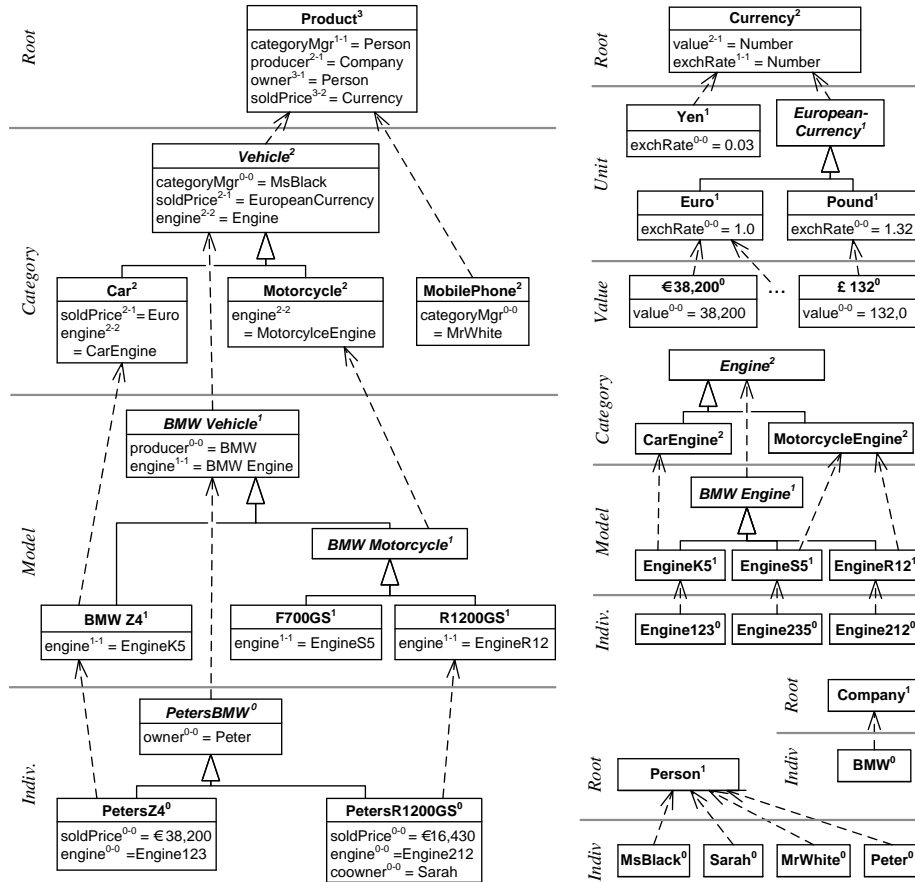 Root
Product³
categoryMgr¹⁻¹ = Person
producer²⁻¹ = Company
owner³⁻¹ = Person
soldPrice³⁻² = Currency
Category
Vehicle²
categoryMgr⁰⁻⁰ = MsBlack
soldPrice²⁻¹ = EuropeanCurrency
engine²⁻² = Engine
Car²
soldPrice²⁻¹ = Euro
engine²⁻²
= CarEngine
Motorcycle²
engine²⁻²
= MotorcylceEngine
MobilePhone²
categoryMgr⁰⁻⁰
= MrWhite
Model
BMW Vehicle¹
producer⁰⁻⁰ = BMW
engine¹⁻¹ = BMW Engine
BMW Motorcycle¹
BMW Z4¹
engine¹⁻¹ = EngineK5
F700GS¹
engine¹⁻¹ = EngineS5
R1200GS¹
engine¹⁻¹ = EngineR12
Indiv.
PetersBMW⁰
owner⁰⁻⁰ = Peter
PetersZ4⁰
soldPrice⁰⁻⁰ = €38,200
engine⁰⁻⁰ =Engine123
PetersR1200GS⁰
soldPrice⁰⁻⁰ = €16,430
engine⁰⁻⁰ =Engine212
coowner⁰⁻⁰ = Sarah
Root
Currency²
value²⁻¹ = Number
exchRate¹⁻¹ = Number
Unit
Yen¹
exchRate⁰⁻⁰ = 0.03
European-
Currency¹
Euro¹
exchRate⁰⁻⁰ = 1.0
Pound¹
exchRate⁰⁻⁰ = 1.32
Value
€38,200⁰
value⁰⁻⁰ = 38,200
...
£ 132⁰
value⁰⁻⁰ = 132,0
Category
Engine²
CarEngine²
MotorcycleEngine²
Model
BMW Engine¹
EngineK5¹
EngineS5¹
EngineR12¹
Indiv.
Engine123⁰
Engine235⁰
Engine212⁰
Root
Company¹
Indiv
BMW⁰
Root
Person¹
Indiv
MsBlack⁰
Sarah⁰
MrWhite⁰
Peter⁰